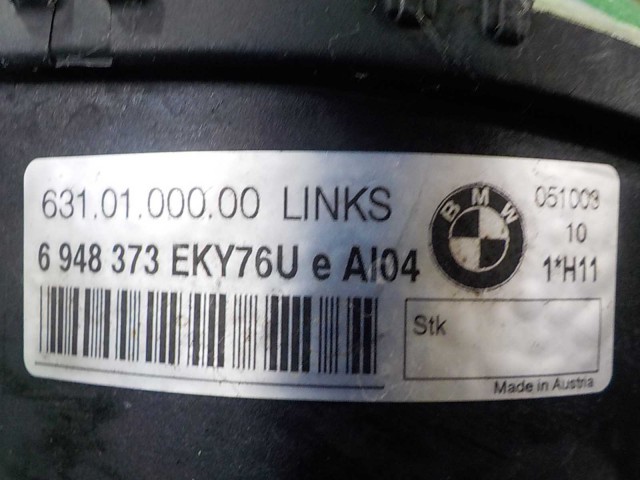 631.01.000.00 LINKS
6 948 373 EKY76U e AI04
BMW
051003
10
1*H11
Stk
Made in Austria